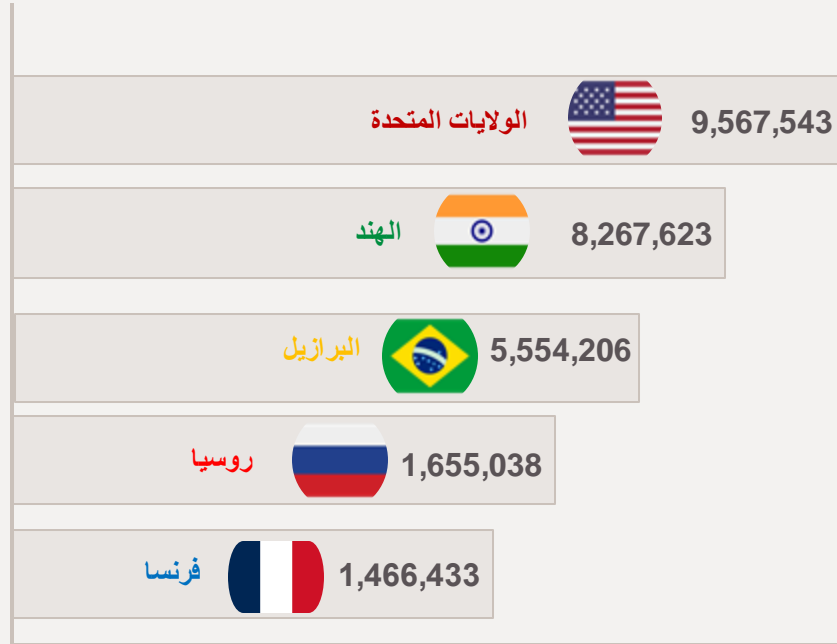 الولايات المتحدة 9,567,543
الهند 8,267,623
البرازيل 5,554,206
روسيا 1,655,038
فرنسا 1,466,433